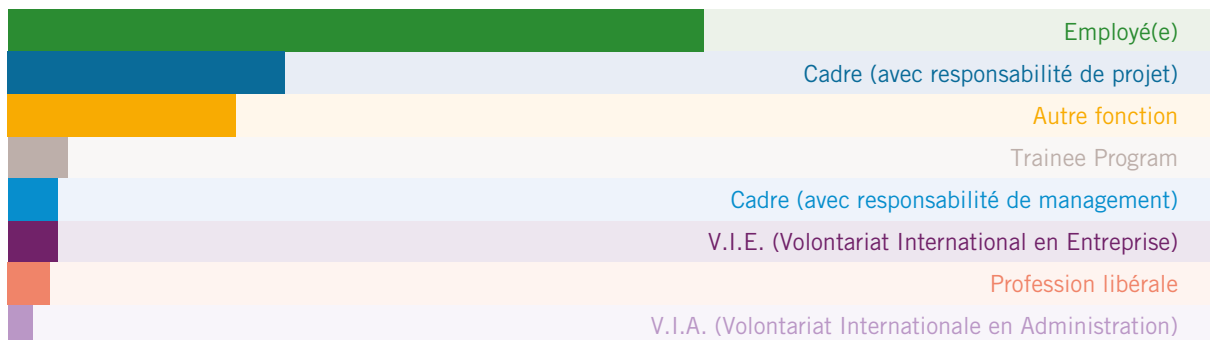 Employé(e)
Cadre (avec responsabilité de projet)
Autre fonction
Trainee Program
Cadre (avec responsabilité de management)
V.I.E. (Volontariat International en Entreprise)
Profession libérale
V.I.A. (Volontariat Internationale en Administration)